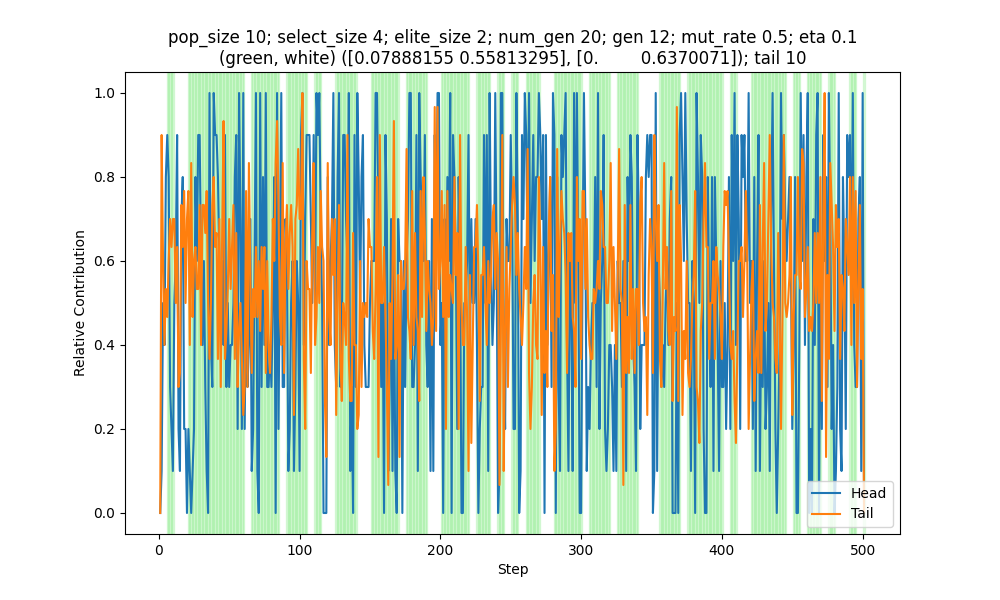 pop_size 10; select_size 4; elite_size 2; num_gen 20; gen 12; mut_rate 0.5; eta 0.1
(green, white) ([0.07888155 0.55813295], [0.        0.6370071]); tail 10
Relative Contribution
1.0
0.8
0.6
0.4
0.2
0.0
Head
Tail
0
100
200
300
400
500
Step